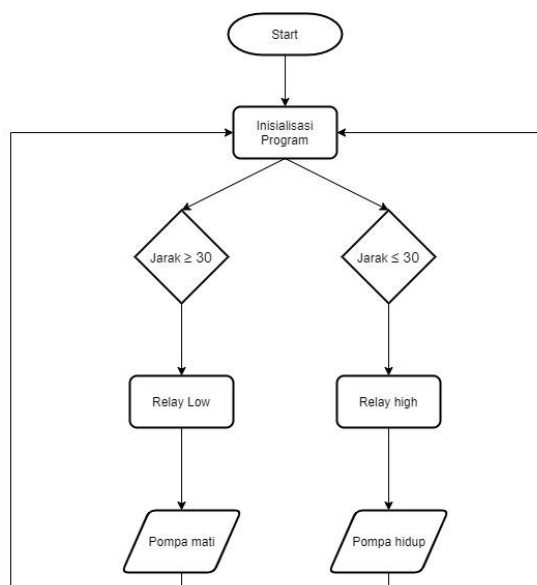 Start
Inisialisasi
Program
Jarak ≥ 30
Jarak ≤ 30
Relay Low
Relay high
Pompa mati
Pompa hidup